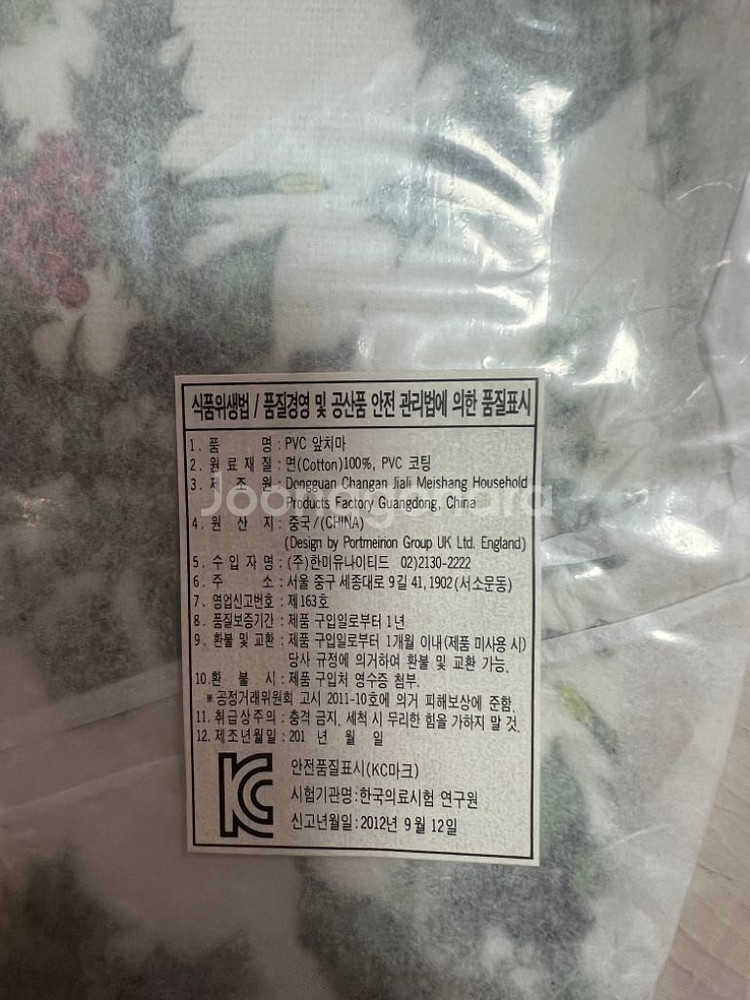 식품위생법 / 품질경영 및 공산품 안전 관리법에 의한 품질표시
1. 품 명 : PVC 앞치마
2. 원 료 재 질 : 면(Cotton)100%, PVC 코팅
3. 제 조 원 : Dongguan Changan Jiali Meishang Household
Products Factory Guangdong, China
Joonggonara
4. 원 산 지 : 중국/(CHINA)
(Design by Portmeirion Group UK Ltd. England)
5. 수 입 자 명 : (주)한미유나이티드 02)2130-2222
6. 주 소 : 서울 중구 세종대로 9길 41, 1902 (서소문동)
7. 영업신고번호 : 제163호
8. 품질보증기간 : 제품 구입일로부터 1년
9. 환불 및 교환 : 제품 구입일로부터 1개월 이내(제품 미사용 시)
당사 규정에 의거하여 환불 및 교환 가능.
10. 환 불 시 : 제품 구입처 영수증 첨부.
※ 공정거래위원회 고시 2011-10호에 의거 피해보상에 준함.
11. 취급상주의 : 충격 금지, 세척 시 무리한 힘을 가하지 말 것.
12. 제조년월일 : 201 년 월 일
KC
안전품질표시(KC마크)
시험기관명:한국의료시험 연구원
신고년월일:2012년 9월 12일